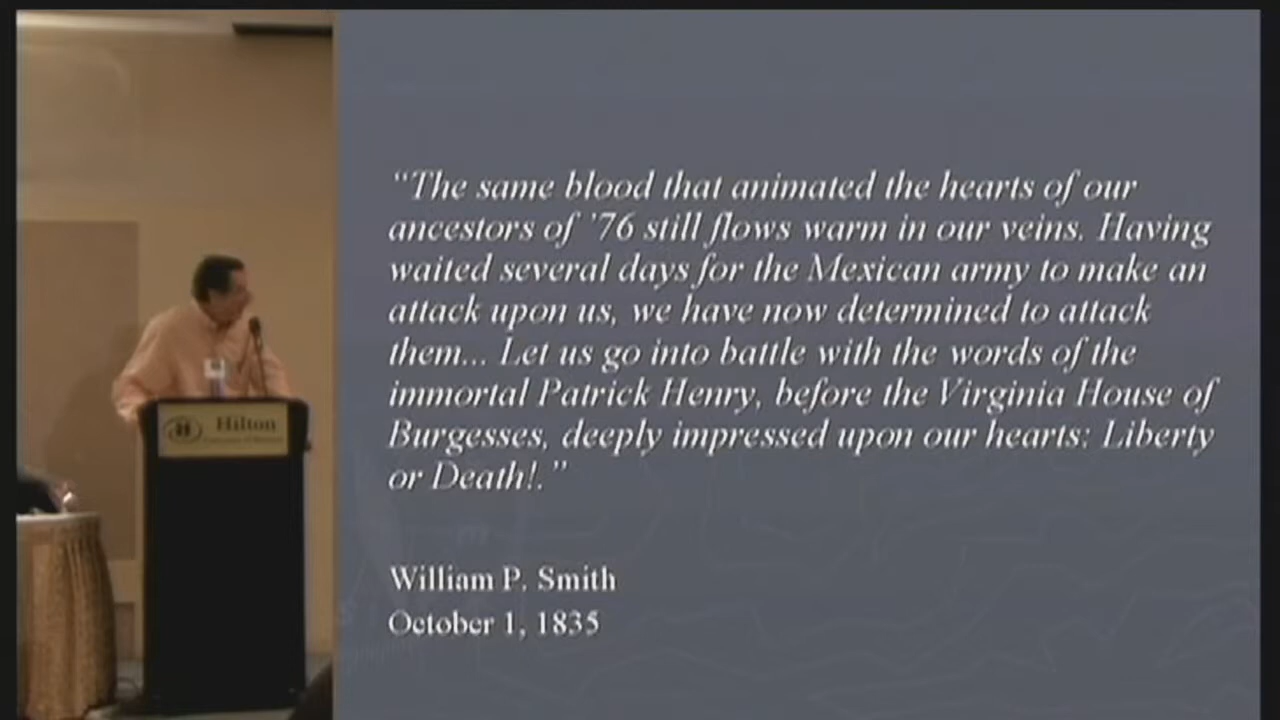 “The same blood that animated the hearts of our
ancestors of ’76 still flows warm in our veins. Having
waited several days for the Mexican army to make an
attack upon us, we have now determined to attack
them... Let us go into battle with the words of the
immortal Patrick Henry, before the Virginia House of
Burgesses, deeply impressed upon our hearts: Liberty
or Death!.”
William P. Smith
October 1, 1835
Hilton